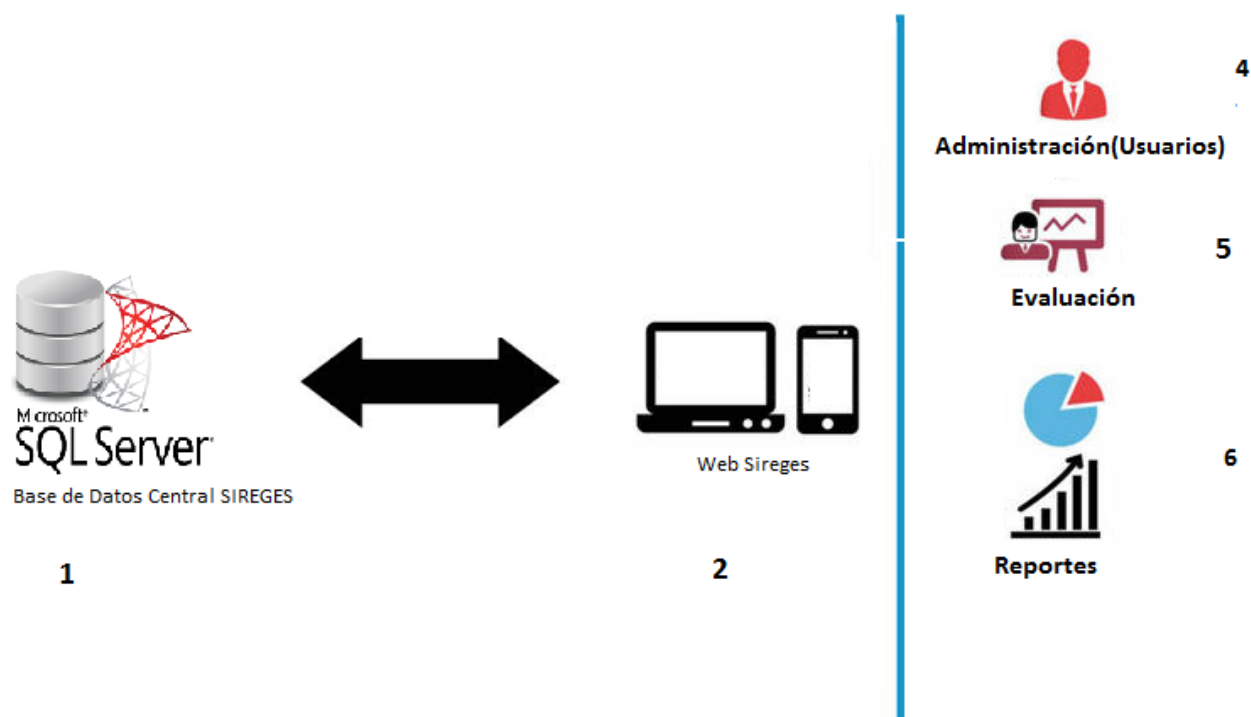 4
Administración(Usuarios)
5
Evaluación
Microsoft®
SQL Server
Base de Datos Central SIREGES
Web Sireges
6
1
2
Reportes